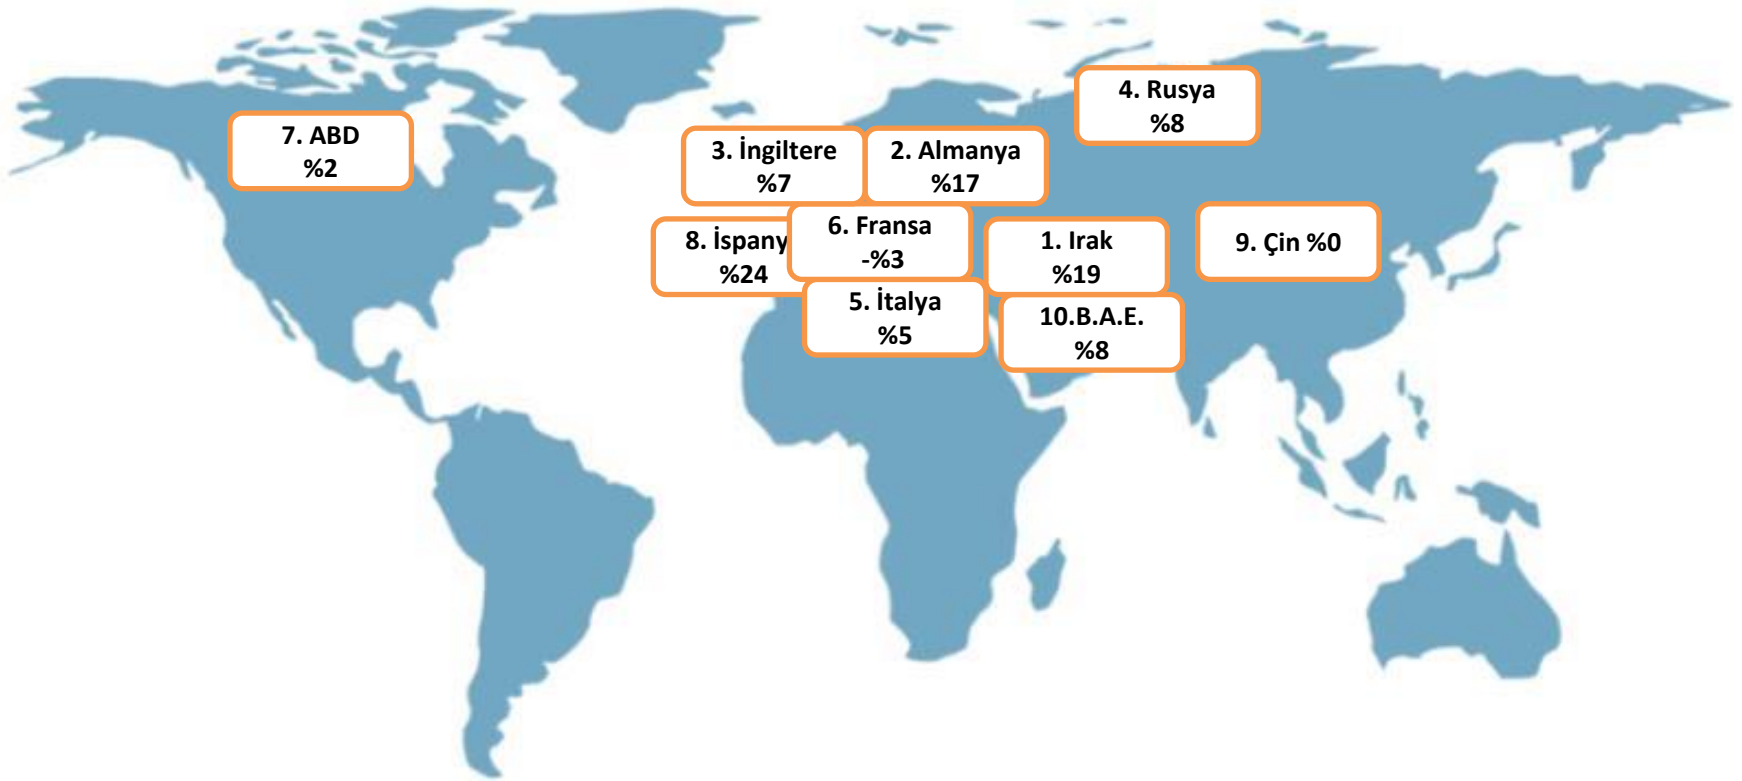 4. Rusya
%8
7. ABD
%2
3. İngiltere
%7
2. Almanya
%17
8. İspany
%24
6. Fransa
-%3
1. Irak
%19
9. Çin %0
5. İtalya
%5
10.B.A.E.
%8